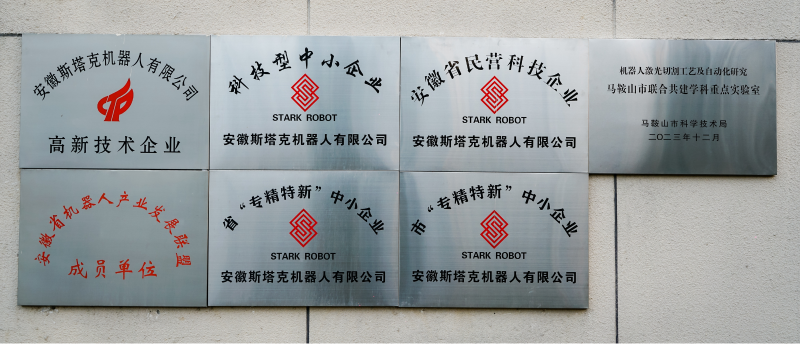 安徽斯塔克机器人有限公司
高新技术企业
科技型中小企业
STARK ROBOT
安徽斯塔克机器人有限公司
安徽省民营科技企业
STARK ROBOT
安徽斯塔克机器人有限公司
机器人激光切割工艺及自动化研究
马鞍山市联合共建学科重点实验室
马鞍山市科学技术局
二〇二三年十二月
安徽省机器人产业发展联盟
成员单位
省“专精特新”中小企业
STARK ROBOT
安徽斯塔克机器人有限公司
市“专精特新”中小企业
STARK ROBOT
安徽斯塔克机器人有限公司